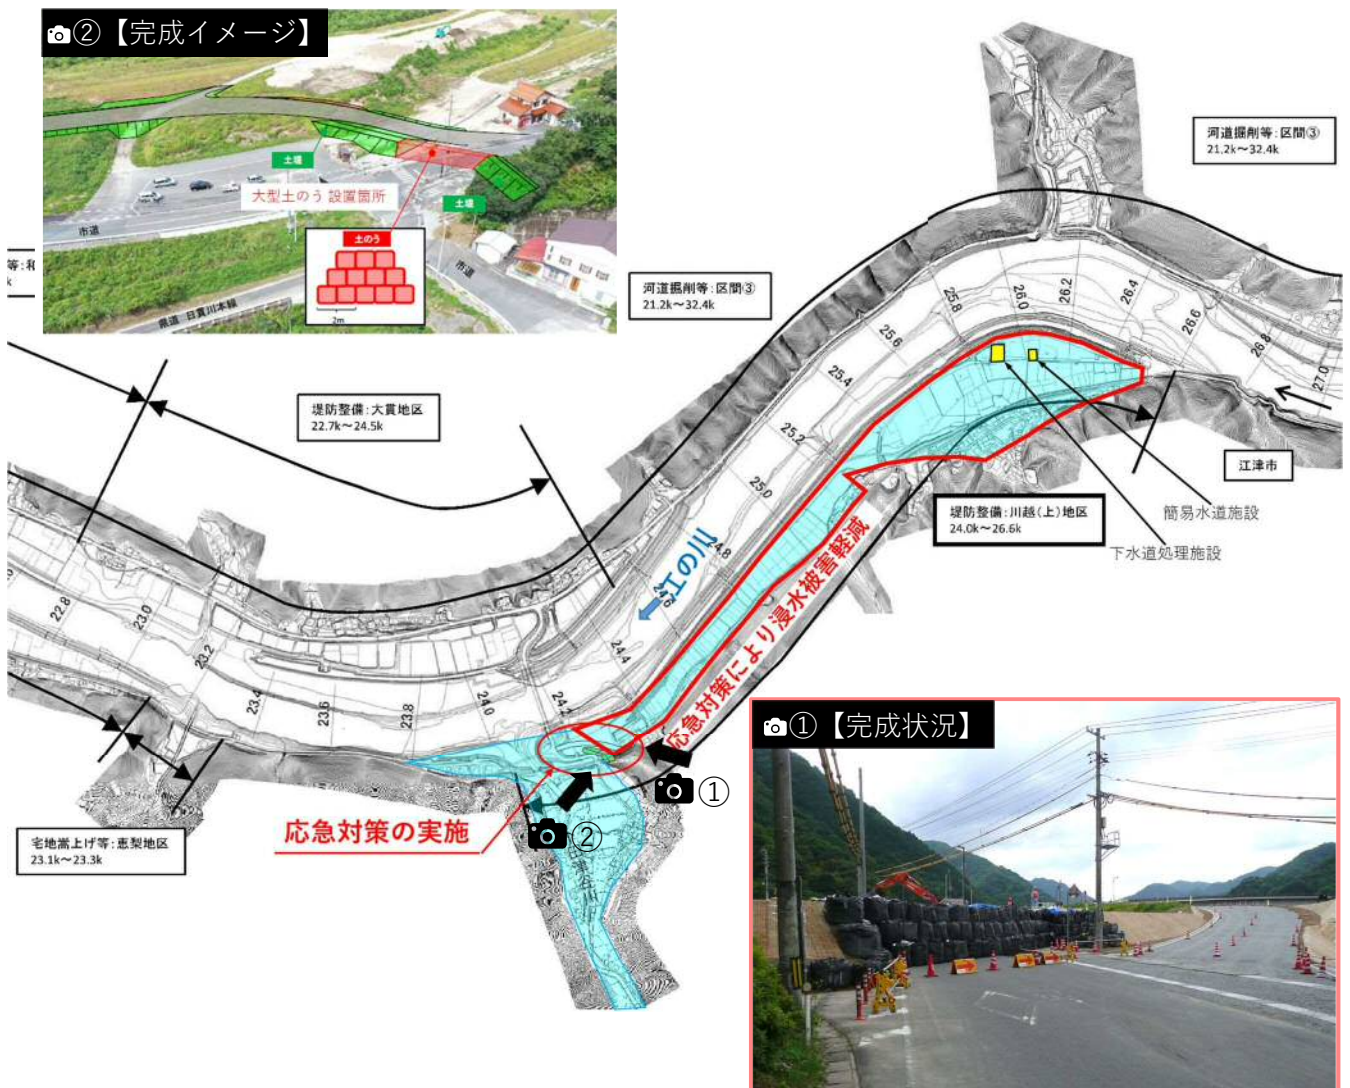 ②【完成イメージ】
土堤
大型土のう 設置箇所
土堤
市道
土のう
市道
2m
県道 日貫川本線
河道掘削等:区間③
21.2k～32.4k
河道掘削等:区間③
21.2k～32.4k
堤防整備:大貫地区
22.7k～24.5k
江津市
堤防整備:川越(上)地区
24.0k～26.6k
簡易水道施設
下水道処理施設
江の川
応急対策により浸水被害軽減
22.8
23.0
23.2
23.4
23.6
23.8
24.0
24.2
24.4
24.6
24.8
25.0
25.2
25.4
25.6
25.8
26.0
26.2
26.4
26.6
26.8
27.0
応急対策の実施
①
②
宅地嵩上げ等:恵梨地区
23.1k～23.3k
①【完成状況】